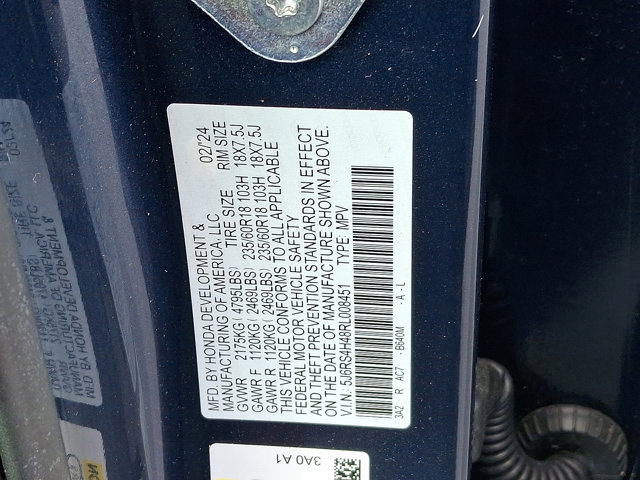 MFD BY HONDA DEVELOPMENT & 02/'24
MANUFACTURING OF AMERICA, LLC TIRE SIZE RIM SIZE
GVWR 2175KG ( 4795LBS)
GAWR F 1120KG ( 2469LBS) 235/60R18 103H 18X7.5J
GAWR R 1120KG ( 2469LBS) 235/60R18 103H 18X7.5J
THIS VEHICLE CONFORMS TO ALL APPLICABLE
FEDERAL MOTOR VEHICLE SAFETY
AND THEFT PREVENTION STANDARDS IN EFFECT
ON THE DATE OF MANUFACTURE SHOWN ABOVE.
V.I.N.: 5J6RS4H48RL008451 TYPE: MPV
3A2 R AC7 - B640M - A - L
3A0 A1